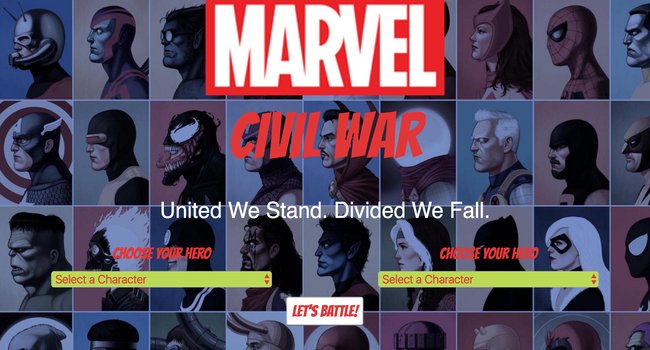 MARVEL
CIVIL WAR
United We Stand. Divided We Fall.
CHOOSE YOUR HERO
CHOOSE YOUR HERO
Select a Character
Select a Character
LET'S BATTLE!